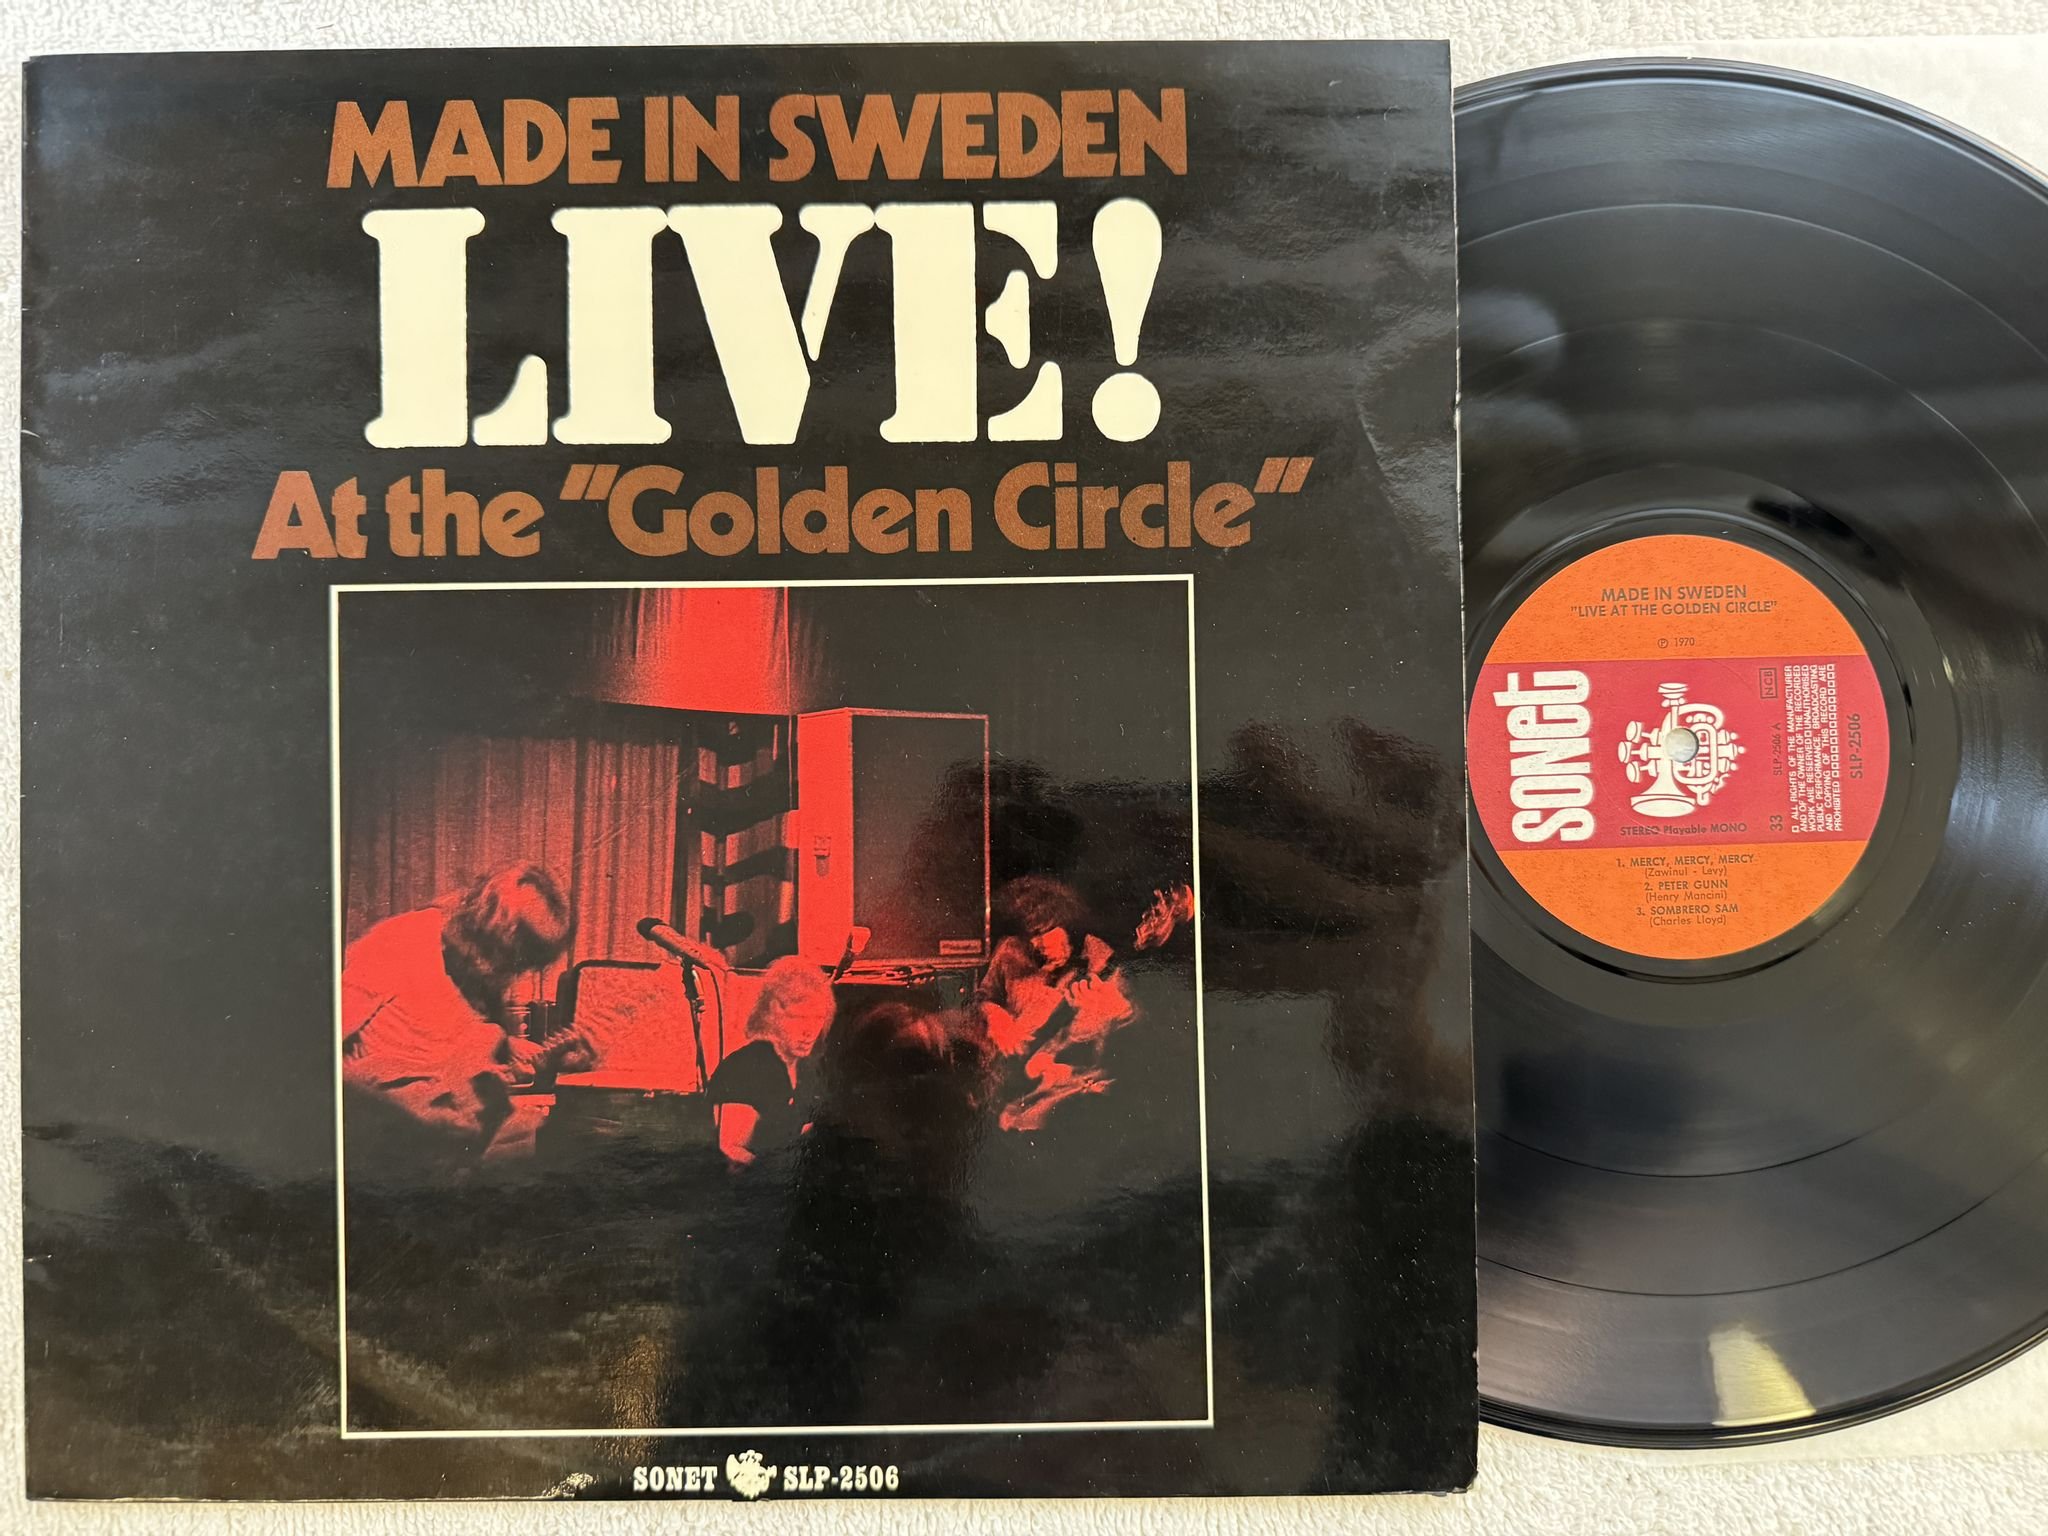 MADE IN SWEDEN
LIVE!
At the "Golden Circle"
SONET SLP-2506
MADE IN SWEDEN
"LIVE AT THE GOLDEN CIRCLE"
℗ 1970
sonet
STEREO Playable MONO
33
SLP-2506 A
NCB
ALL RIGHTS OF THE MANUFACTURER
AND OF THE OWNER OF THE RECORDED
WORK ARE RESERVED UNAUTHORISED
PUBLIC PERFORMANCE, BROADCASTING
AND COPYING OF THIS RECORD ARE
PROHIBITED
SLP-2506
1. MERCY, MERCY, MERCY
(Zawinul - Levy)
2. PETER GUNN
(Henry Mancini)
3. SOMBRERO SAM
(Charles Lloyd)